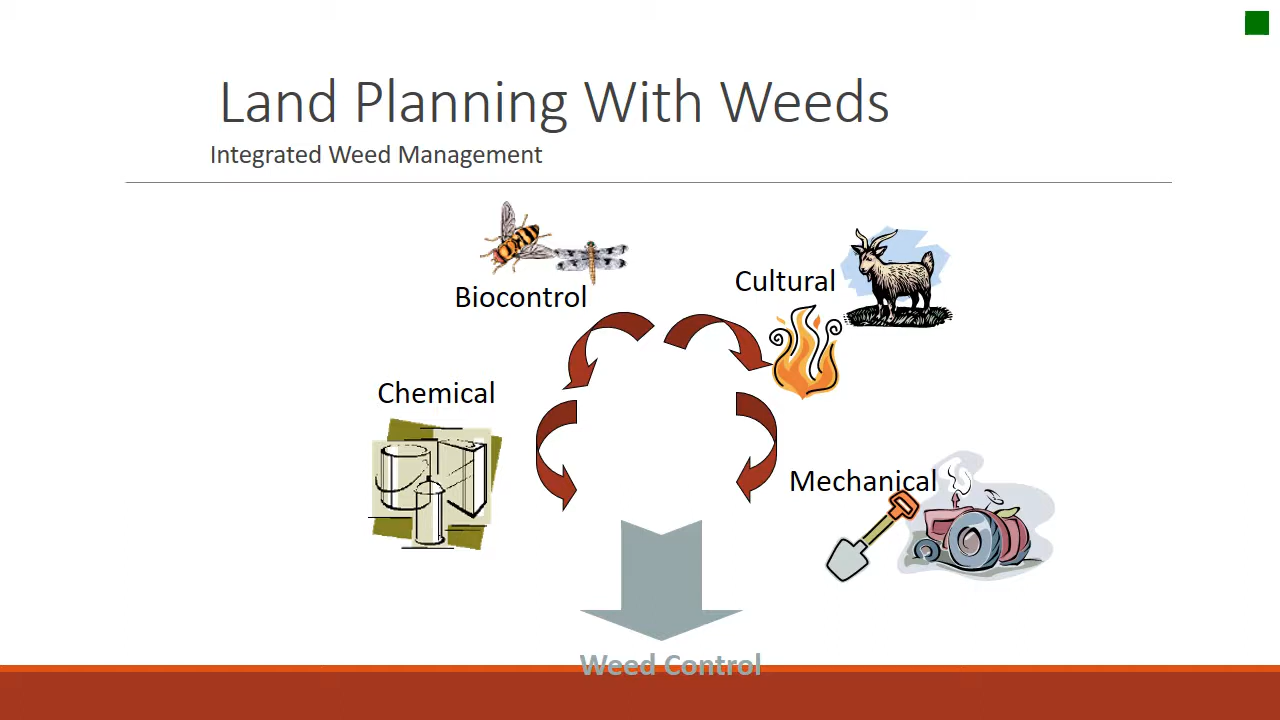 Land Planning With Weeds
Integrated Weed Management
Biocontrol
Cultural
Chemical
Mechanical
Weed Control